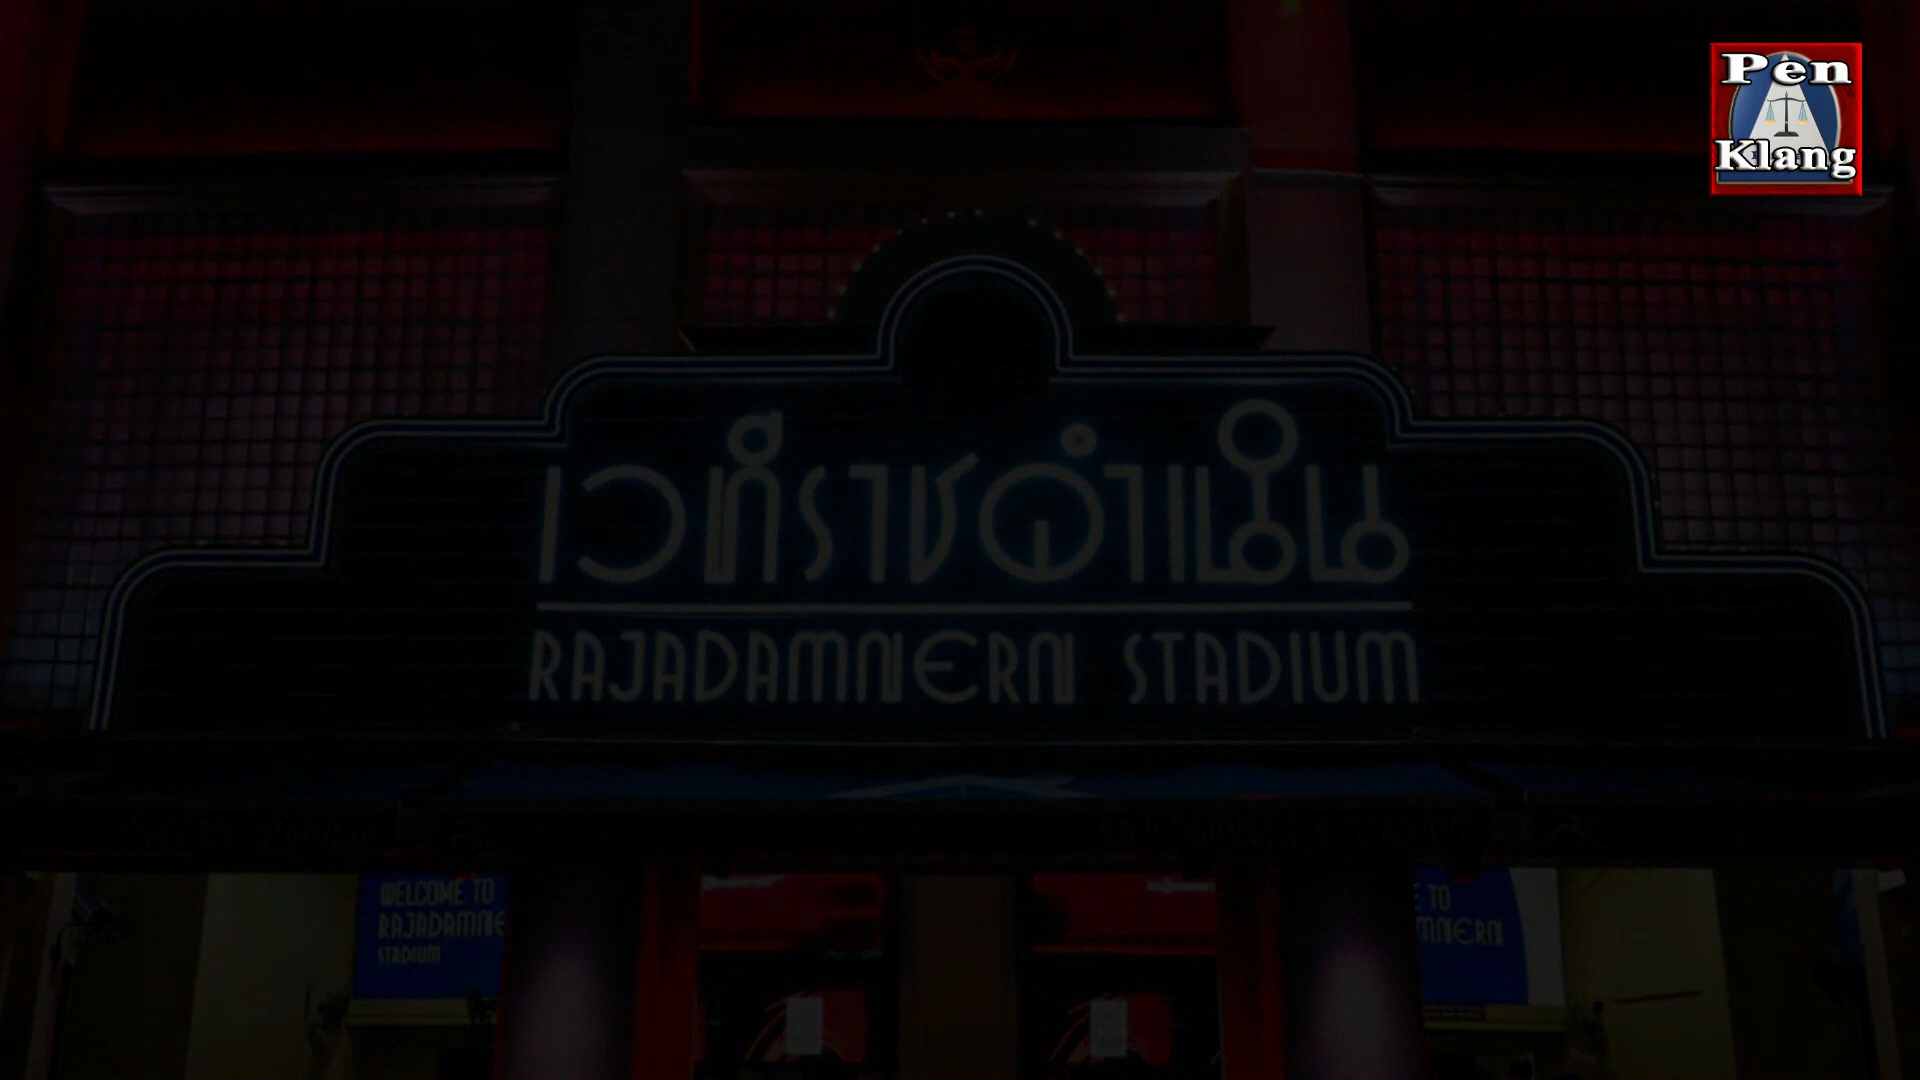 Pen
Klang
เวทีราชดำเนิน
RAJADAMNERN STADIUM
WELCOME TO
RAJADAMNE
STADIUM
E TO
MNERN